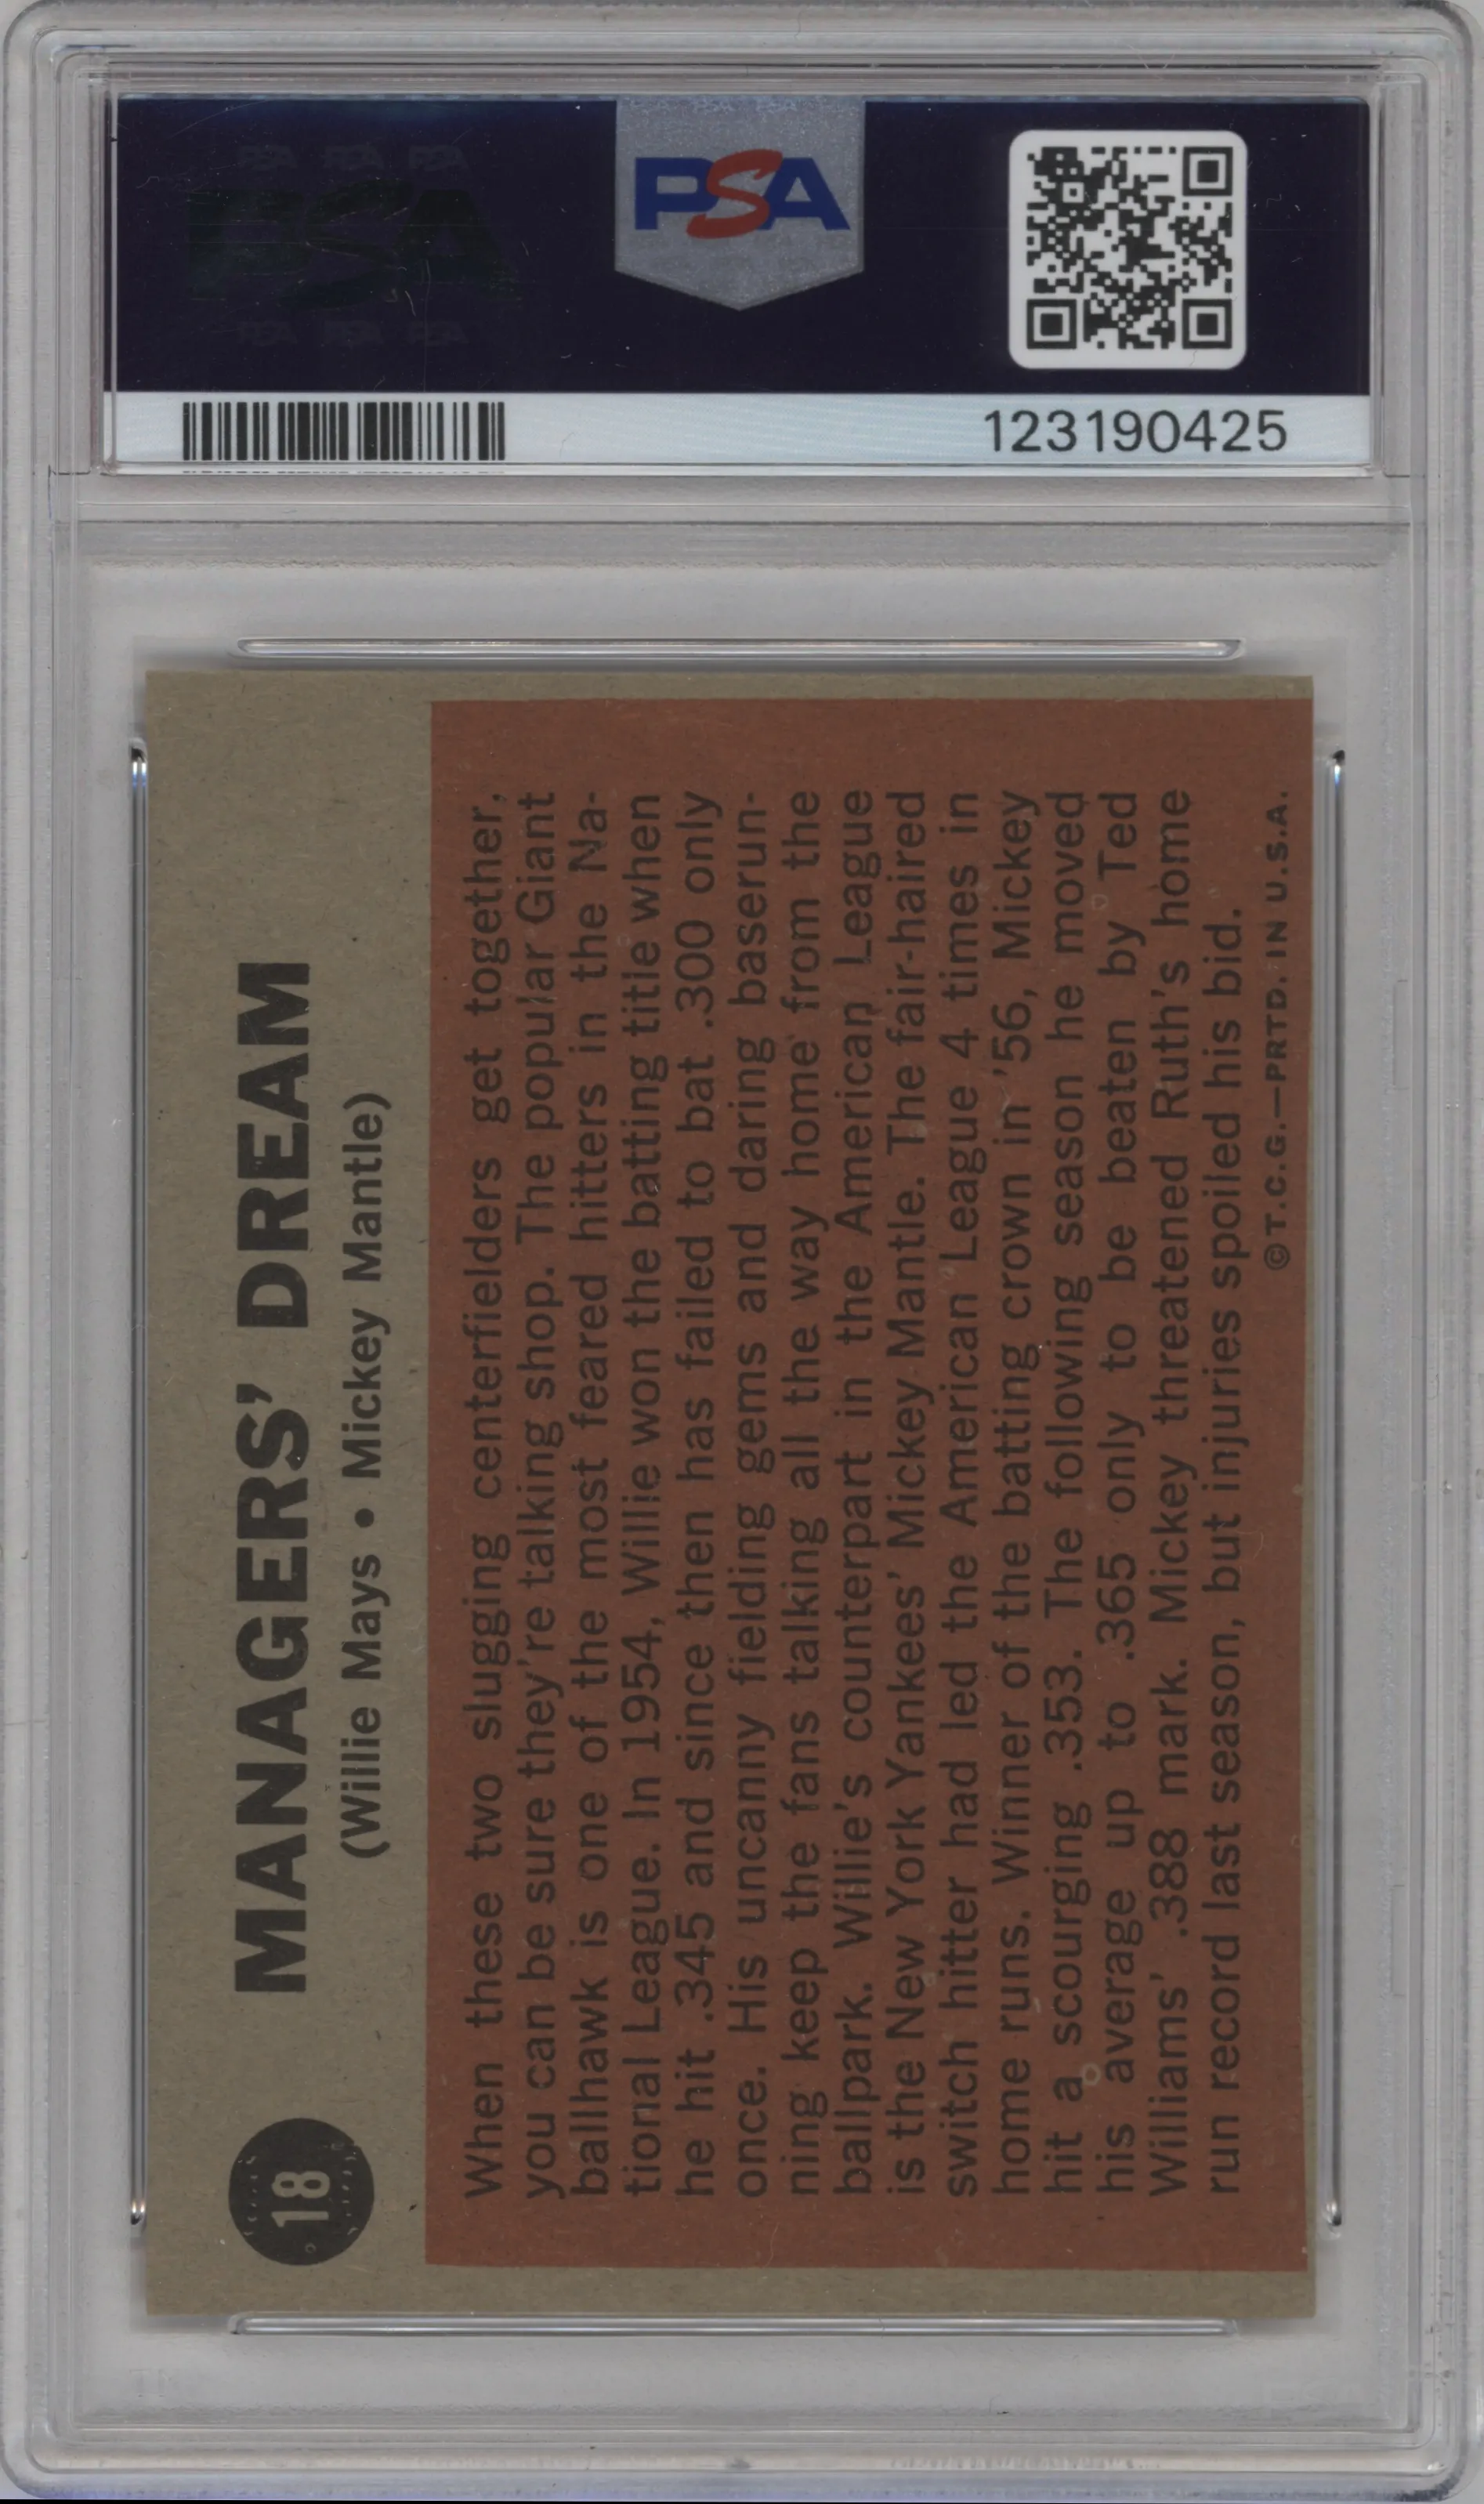 PSA PSA PSA
PSA
PSA PSA PSA
PSA
123190425
18
MANAGERS' DREAM
(Willie Mays • Mickey Mantle)
When these two slugging centerfielders get together,
you can be sure they're talking shop. The popular Giant
ballhawk is one of the most feared hitters in the Na-
tional League. In 1954, Willie won the batting title when
he hit .345 and since then has failed to bat .300 only
once. His uncanny fielding gems and daring baserun-
ning keep the fans talking all the way home from the
ballpark. Willie's counterpart in the American League
is the New York Yankees' Mickey Mantle. The fair-haired
switch hitter had led the American League 4 times in
home runs. Winner of the batting crown in '56, Mickey
hit a scourging .353. The following season he moved
his average up to .365 only to be beaten by Ted
Williams' .388 mark. Mickey threatened Ruth's home
run record last season, but injuries spoiled his bid.
© T.C.G.—PRTD. IN U.S.A.